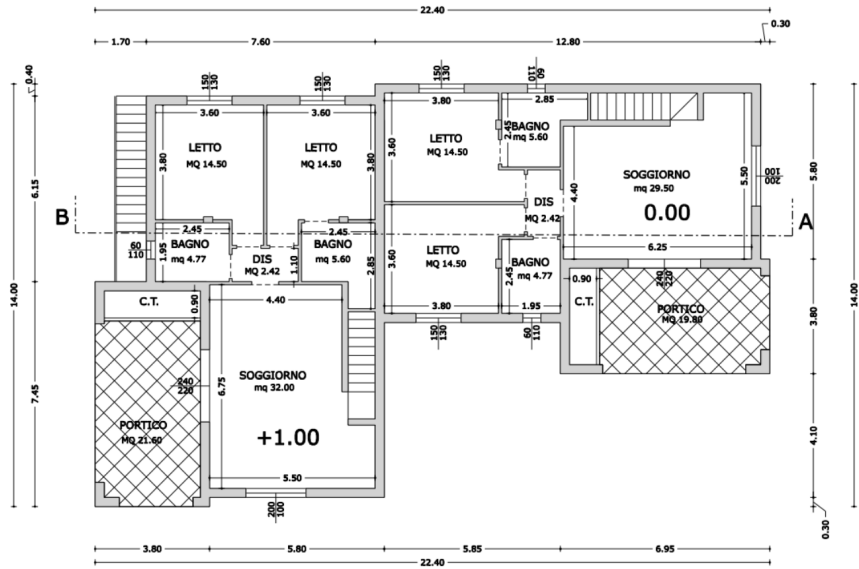 22.40
0.30
1.70 7.60 12.80
0.40
150
130
150
130
150
130
60
110
3.60 3.60 3.80 2.85
LETTO
MQ 14.50
LETTO
MQ 14.50
LETTO
MQ 14.50
BAGNO
mq 5.60
2.45
3.80 3.80 3.60
SOGGIORNO
mq 29.50
0.00
4.40 5.50
6.25
100
200
5.80
6.15
14.00
14.00
B
A
2.45 2.45
BAGNO
mq 4.77
1.95
60
110
DIS
MQ 2.42
1.10
BAGNO
mq 5.60
2.85
DIS
MQ 2.42
LETTO
MQ 14.50
3.60
3.80
BAGNO
mq 4.77
2.45
1.95
150
130
60
110
240
220
0.90
C.T.
PORTICO
MQ 19.80
3.80
C.T.
0.90
4.40
SOGGIORNO
mq 32.00
6.75
+1.00
5.50
240
220
PORTICO
MQ 21.60
7.45
200
100
4.10
0.30
3.80 5.80 5.85 6.95
22.40